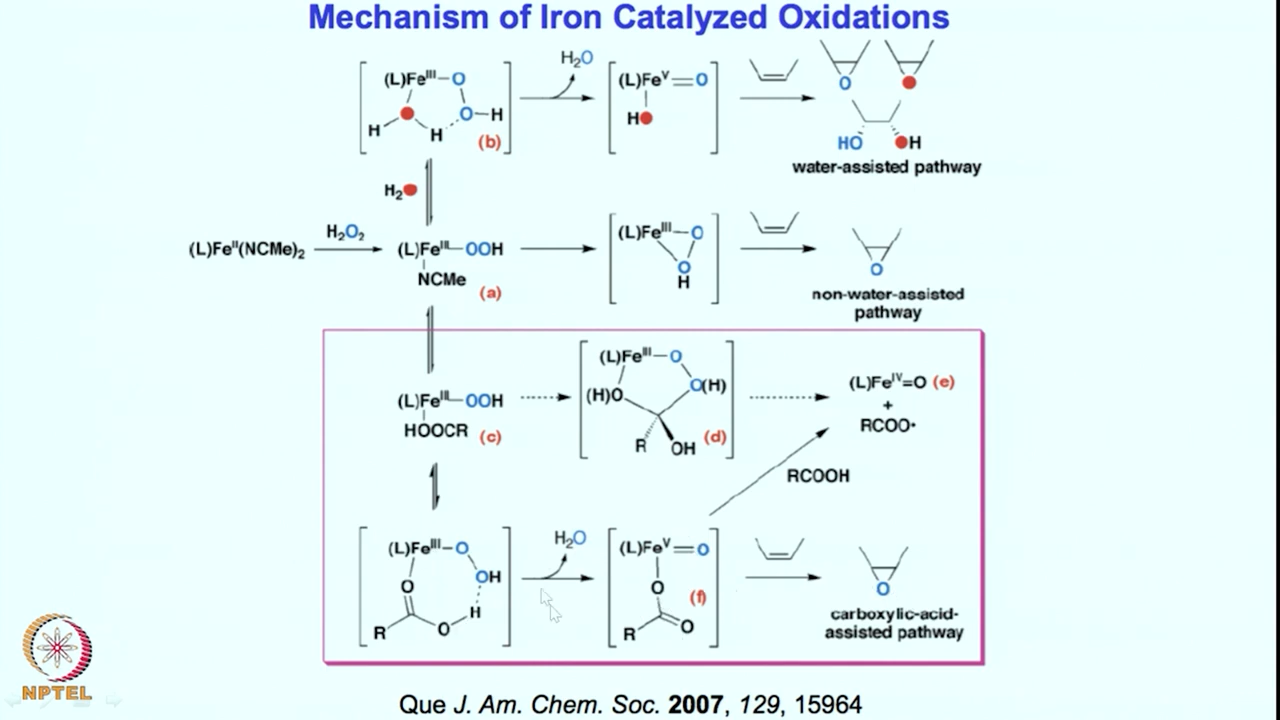 Mechanism of Iron Catalyzed Oxidations
(L)Feᴵᴵᴵ—O
H H O—H
(b)
H₂O
(L)Feⱽ=O
H
O
HO H
water-assisted pathway
H₂
(L)Feᴵᴵ(NCMe)₂
H₂O₂
(L)Feᴵᴵᴵ—OOH
NCMe
(a)
(L)Feᴵᴵᴵ—O
O
H
O
non-water-assisted
pathway
(L)Feᴵᴵᴵ—OOH
HOOCR
(c)
(L)Feᴵᴵᴵ—O
(H)O O(H)
R OH
(d)
(L)Feᴵⱽ=O (e)
+
RCOO•
RCOOH
(L)Feᴵᴵᴵ—O
OH
O
H
R O
H₂O
(L)Feⱽ=O
O
(f)
R O
O
carboxylic-acid-
assisted pathway
NPTEL
Que J. Am. Chem. Soc. 2007, 129, 15964